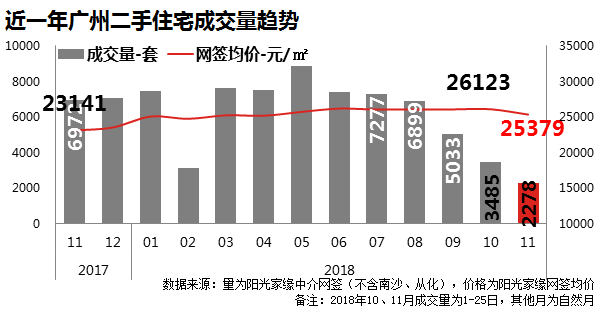 近一年广州二手住宅成交量趋势
成交量-套 网签均价-元/㎡
10000 8000 6000 4000 2000 0
35000 30000 25000 20000 15000 10000
23141 26123 25379
7277 6899 5033 3485 2278
11 12 01 02 03 04 05 06 07 08 09 10 11
2017 2018
数据来源：量为阳光家缘中介网签（不含南沙、从化），价格为阳光家缘网签均价
备注：2018年10、11月成交量为1-25日，其他月为自然月